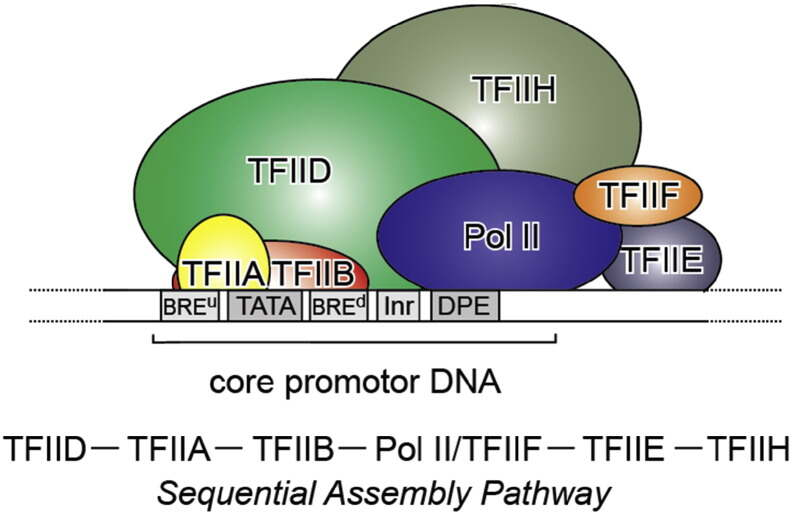 TFIIH
TFIID
TFIIF
Pol II
TFIIE
TFIIA TFIIB
BREᵘ TATA BREᵈ Inr DPE
core promotor DNA
TFIID — TFIIA — TFIIB — Pol II/TFIIF — TFIIE — TFIIH
Sequential Assembly Pathway